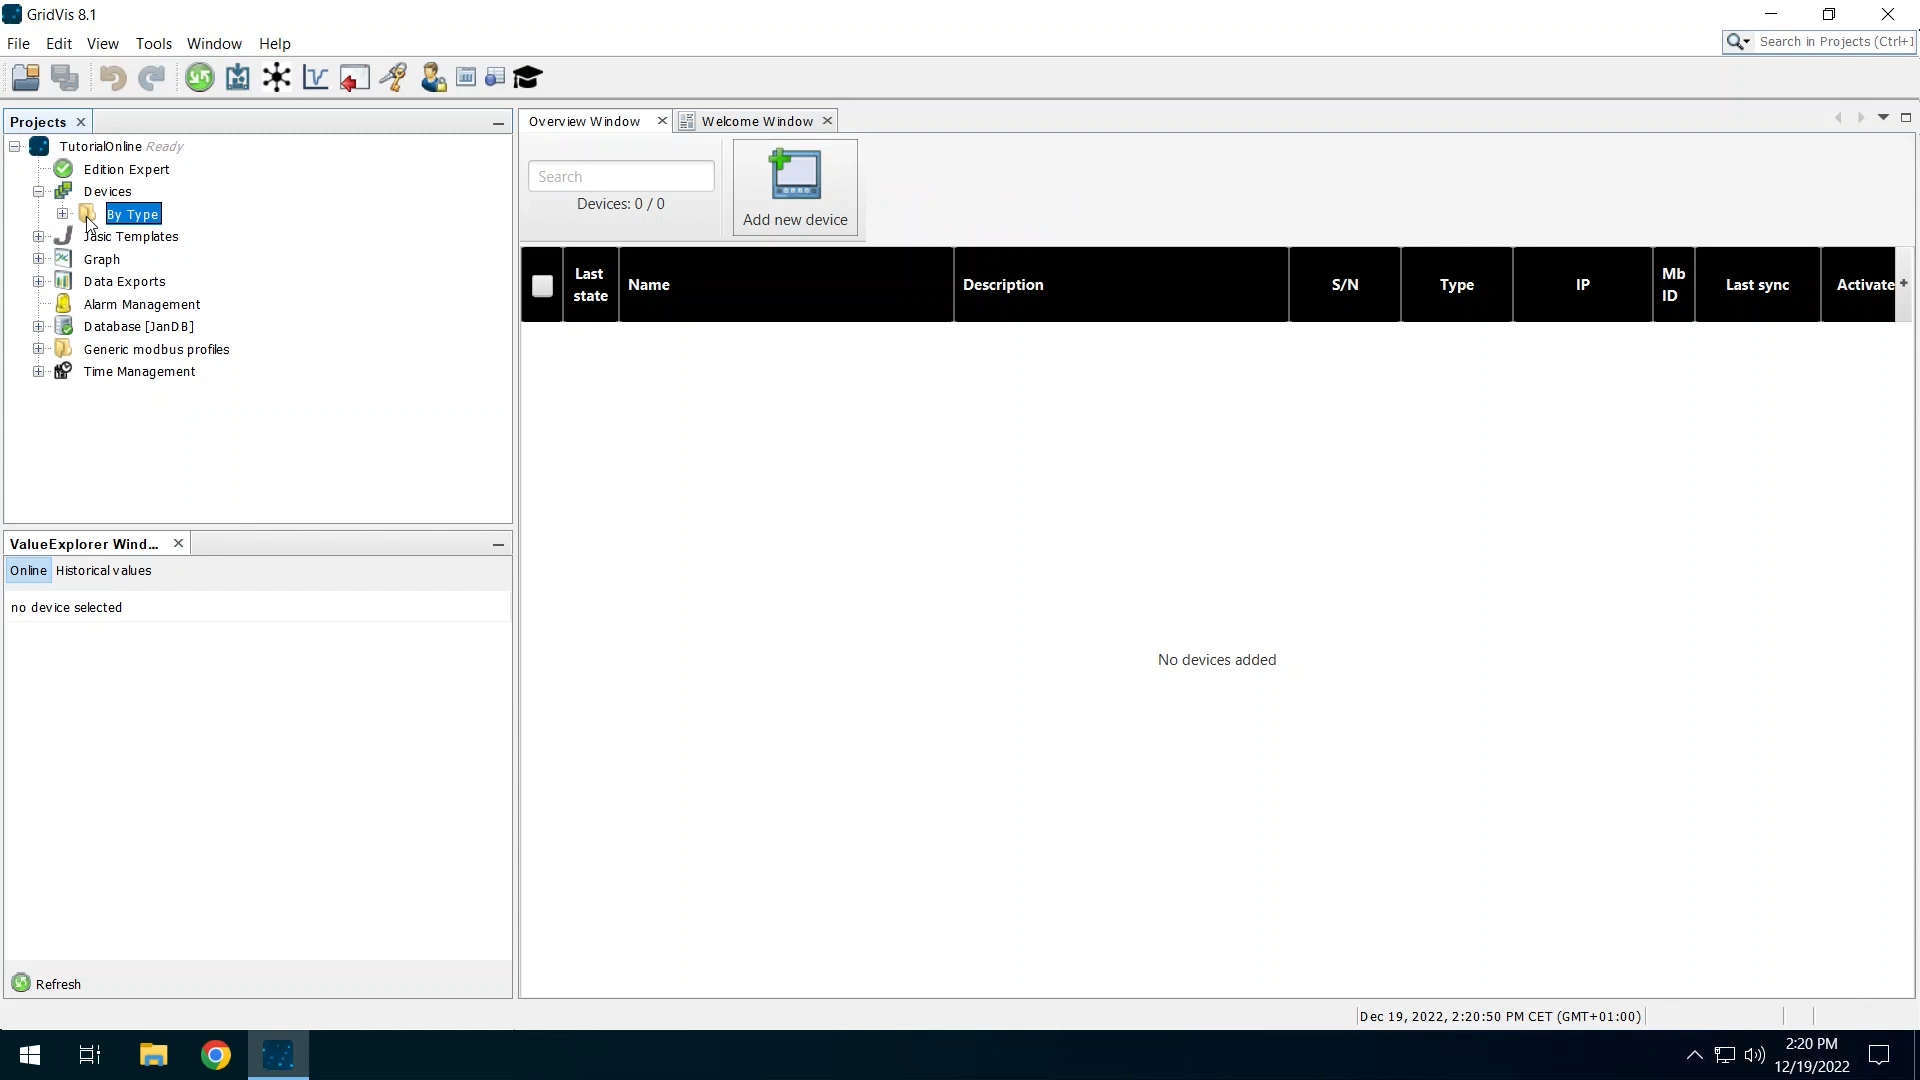 GridVis 8.1
File Edit View Tools Window Help
Search in Projects (Ctrl+I
Projects
TutorialOnline Ready
Edition Expert
Devices
By Type
Jasic Templates
Graph
Data Exports
Alarm Management
Database [JanDB]
Generic modbus profiles
Time Management
ValueExplorer Wind...
Online Historical values
no device selected
Refresh
Overview Window Welcome Window
Search
Devices: 0 / 0
Add new device
Last state Name Description S/N Type IP Mb ID Last sync Activate +
No devices added
Dec 19, 2022, 2:20:50 PM CET (GMT+01:00)
2:20 PM
12/19/2022